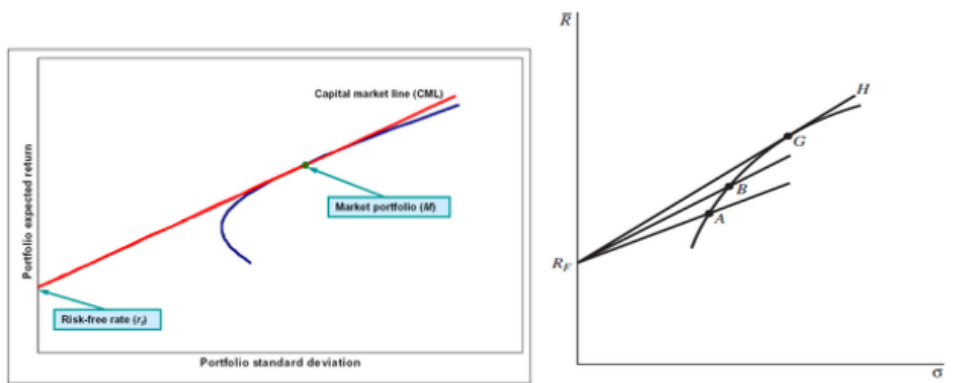 Capital market line (CML)
Market portfolio (M)
Risk-free rate (rf)
Portfolio expected return
Portfolio standard deviation
R̅
H
G
B
A
RF
σ